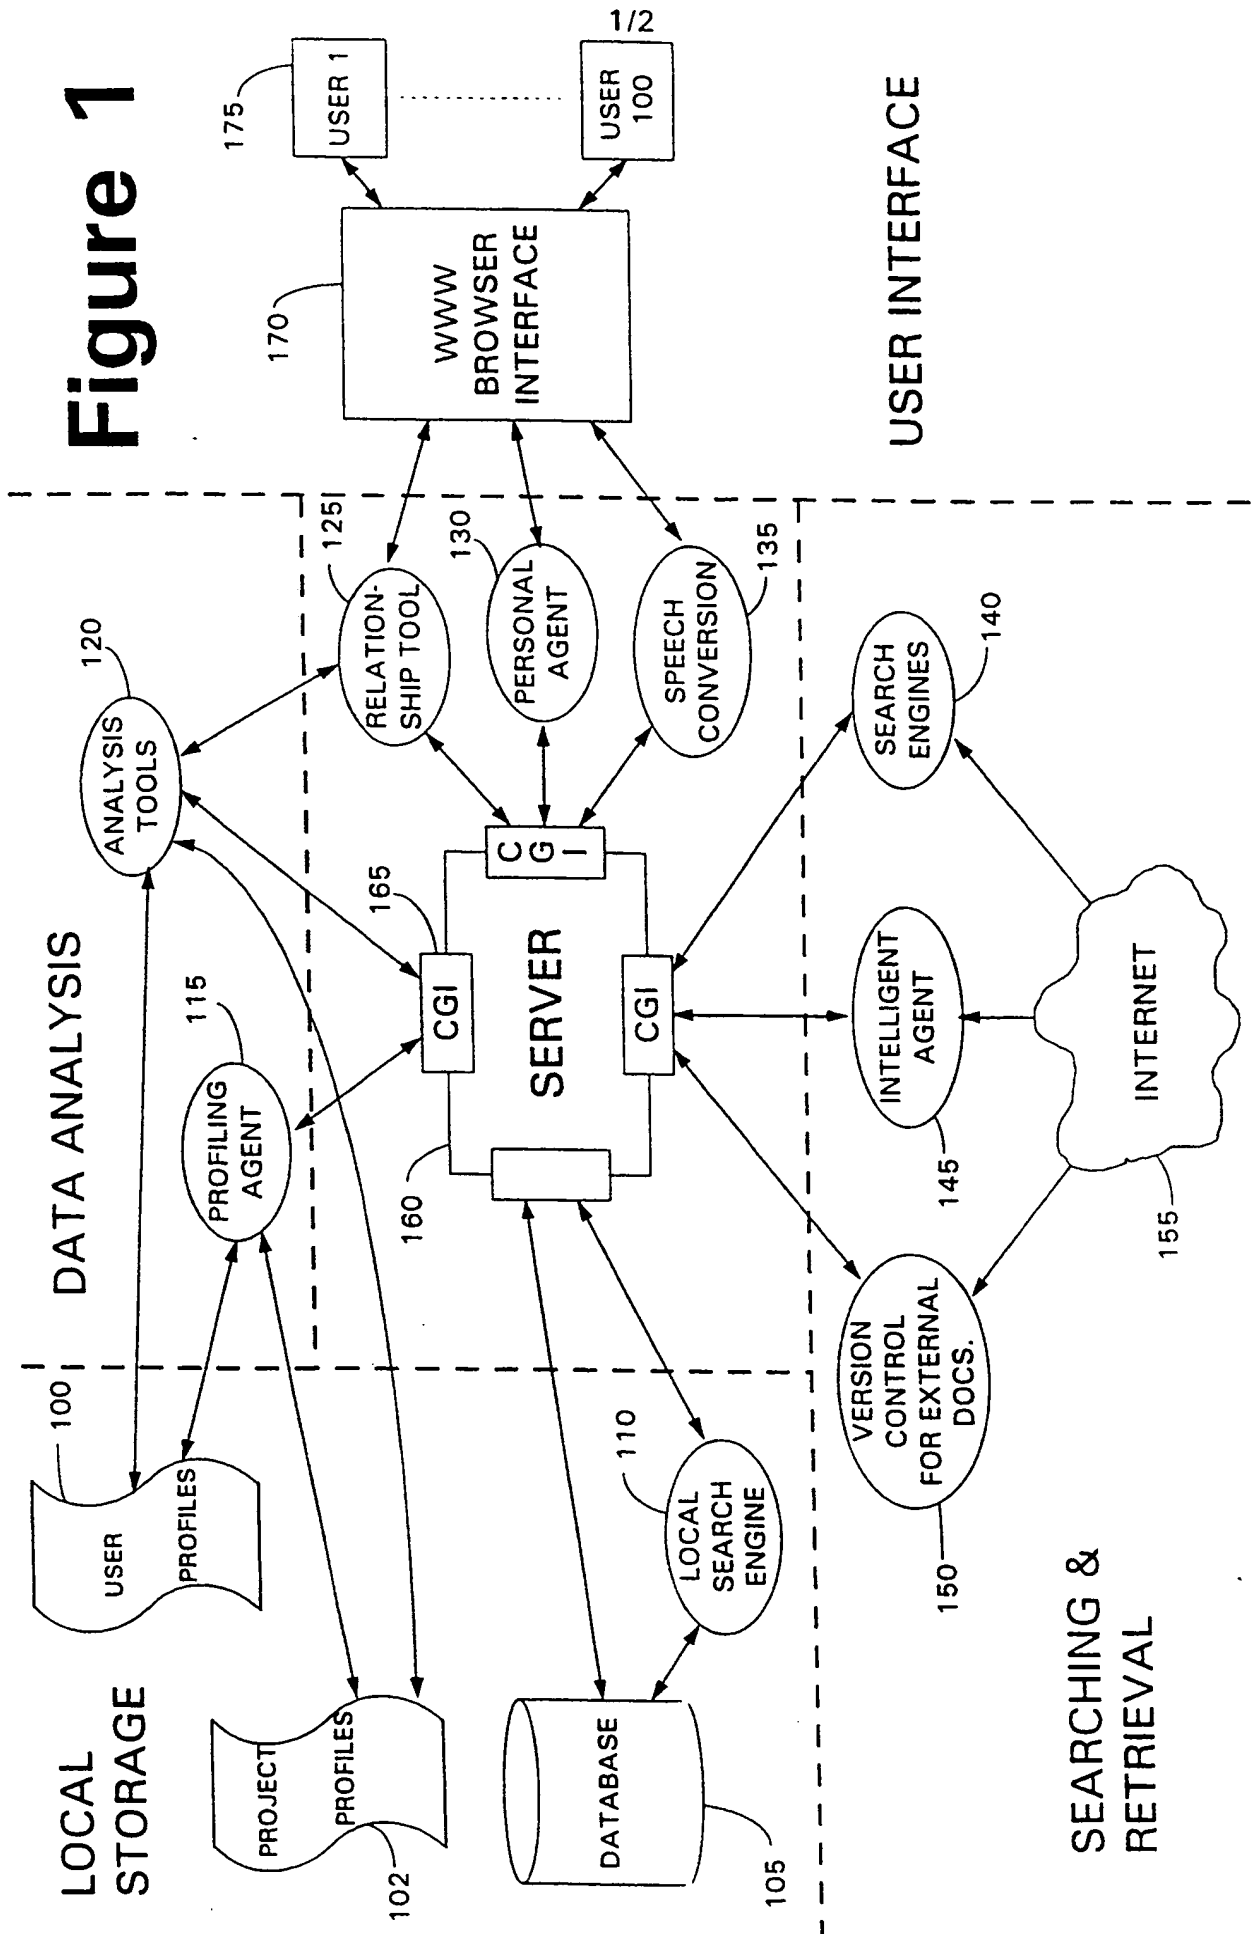 1/2
Figure 1
LOCAL
STORAGE
DATA ANALYSIS
USER INTERFACE
SEARCHING &
RETRIEVAL
100
USER
PROFILES
PROJECT
PROFILES
102
DATABASE
105
110
LOCAL
SEARCH
ENGINE
115
PROFILING
AGENT
120
ANALYSIS
TOOLS
125
RELATION-
SHIP TOOL
130
PERSONAL
AGENT
135
SPEECH
CONVERSION
160
165
CGI
SERVER
CGI
CGI
170
WWW
BROWSER
INTERFACE
175
USER 1
USER
100
140
SEARCH
ENGINES
145
INTELLIGENT
AGENT
150
VERSION
CONTROL
FOR EXTERNAL
DOCS.
INTERNET
155